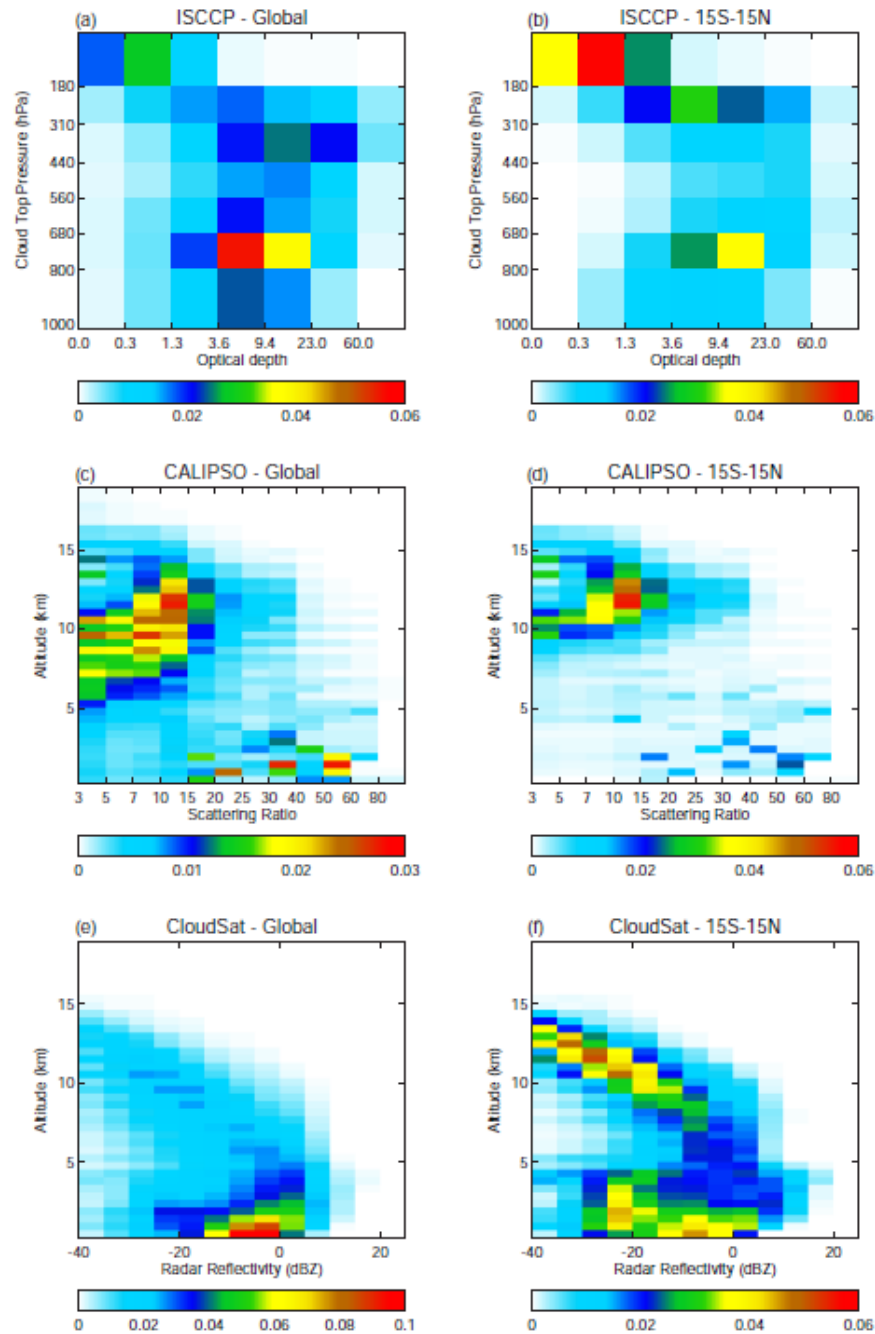 (a) ISCCP - Global
Cloud Top Pressure (hPa)
180
310
440
560
680
800
1000
0.0 0.3 1.3 3.6 9.4 23.0 60.0
Optical depth
0 0.02 0.04 0.06
(b) ISCCP - 15S-15N
Cloud Top Pressure (hPa)
180
310
440
560
680
800
1000
0.0 0.3 1.3 3.6 9.4 23.0 60.0
Optical depth
0 0.02 0.04 0.06
(c) CALIPSO - Global
Altitude (km)
15
10
5
3 5 7 10 15 20 25 30 40 50 60 80
Scattering Ratio
0 0.01 0.02 0.03
(d) CALIPSO - 15S-15N
Altitude (km)
15
10
5
3 5 7 10 15 20 25 30 40 50 60 80
Scattering Ratio
0 0.02 0.04 0.06
(e) CloudSat - Global
Altitude (km)
15
10
5
-40 -20 0 20
Radar Reflectivity (dBZ)
0 0.02 0.04 0.06 0.08 0.1
(f) CloudSat - 15S-15N
Altitude (km)
15
10
5
-40 -20 0 20
Radar Reflectivity (dBZ)
0 0.02 0.04 0.06